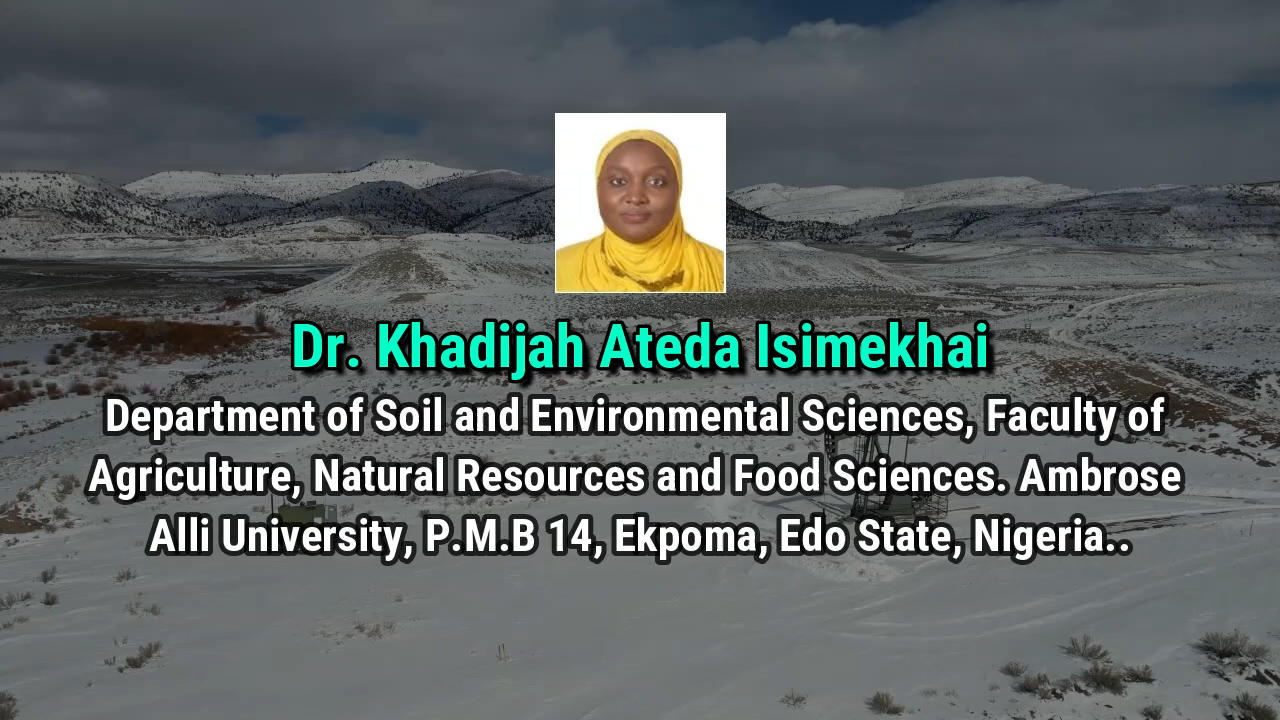 Dr. Khadijah Ateda Isimekhai
Department of Soil and Environmental Sciences, Faculty of
Agriculture, Natural Resources and Food Sciences. Ambrose
Alli University, P.M.B 14, Ekpoma, Edo State, Nigeria..